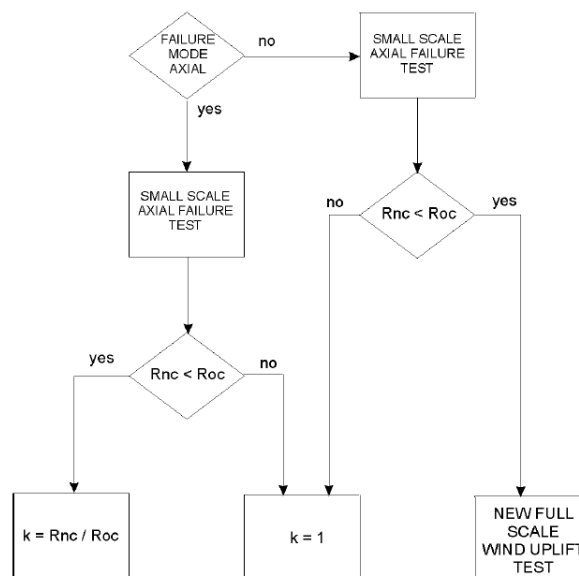 FAILURE
MODE
AXIAL
no
SMALL SCALE
AXIAL FAILURE
TEST
yes
SMALL SCALE
AXIAL FAILURE
TEST
no
Rnc < Roc
yes
yes
Rnc < Roc
no
k = Rnc / Roc
k = 1
NEW FULL
SCALE
WIND UPLIFT
TEST